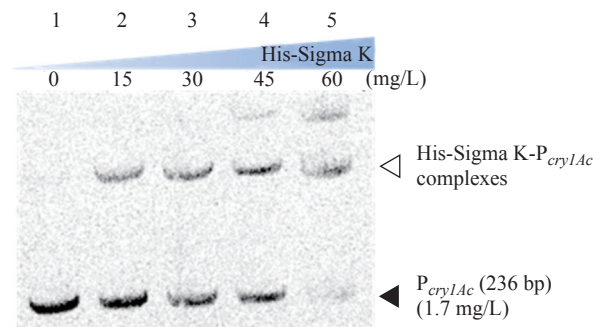 1 2 3 4 5
His-Sigma K
0 15 30 45 60 (mg/L)
His-Sigma K-Pcry1Ac
complexes
Pcry1Ac (236 bp)
(1.7 mg/L)